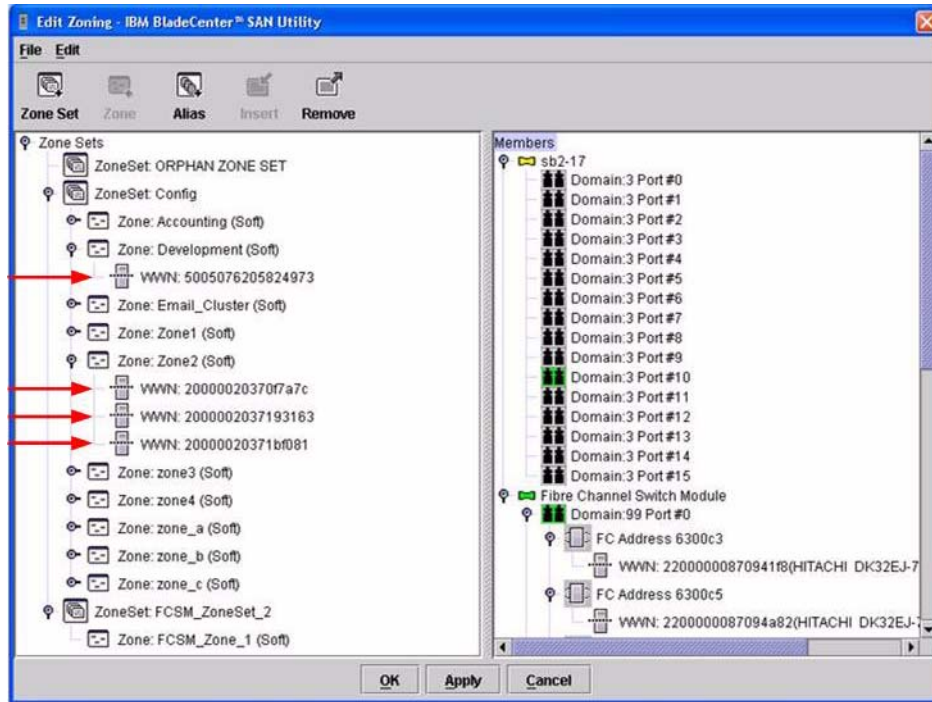 Edit Zoning - IBM BladeCenter™ SAN Utility
File Edit
Zone Set Zone Alias Insert Remove
Zone Sets
ZoneSet: ORPHAN ZONE SET
ZoneSet: Config
Zone: Accounting (Soft)
Zone: Development (Soft)
WWN: 5005076205824973
Zone: Email_Cluster (Soft)
Zone: Zone1 (Soft)
Zone: Zone2 (Soft)
WWN: 20000020370f7a7c
WWN: 2000002037193163
WWN: 20000020371bf081
Zone: zone3 (Soft)
Zone: zone4 (Soft)
Zone: zone_a (Soft)
Zone: zone_b (Soft)
Zone: zone_c (Soft)
ZoneSet: FCSM_ZoneSet_2
Zone: FCSM_Zone_1 (Soft)
Members
sb2-17
Domain:3 Port #0
Domain:3 Port #1
Domain:3 Port #2
Domain:3 Port #3
Domain:3 Port #4
Domain:3 Port #5
Domain:3 Port #6
Domain:3 Port #7
Domain:3 Port #8
Domain:3 Port #9
Domain:3 Port #10
Domain:3 Port #11
Domain:3 Port #12
Domain:3 Port #13
Domain:3 Port #14
Domain:3 Port #15
Fibre Channel Switch Module
Domain:99 Port #0
FC Address 6300c3
WWN: 22000000870941f8(HITACHI DK32EJ-7
FC Address 6300c5
WWN: 2200000087094a82(HITACHI DK32EJ-7
OK Apply Cancel